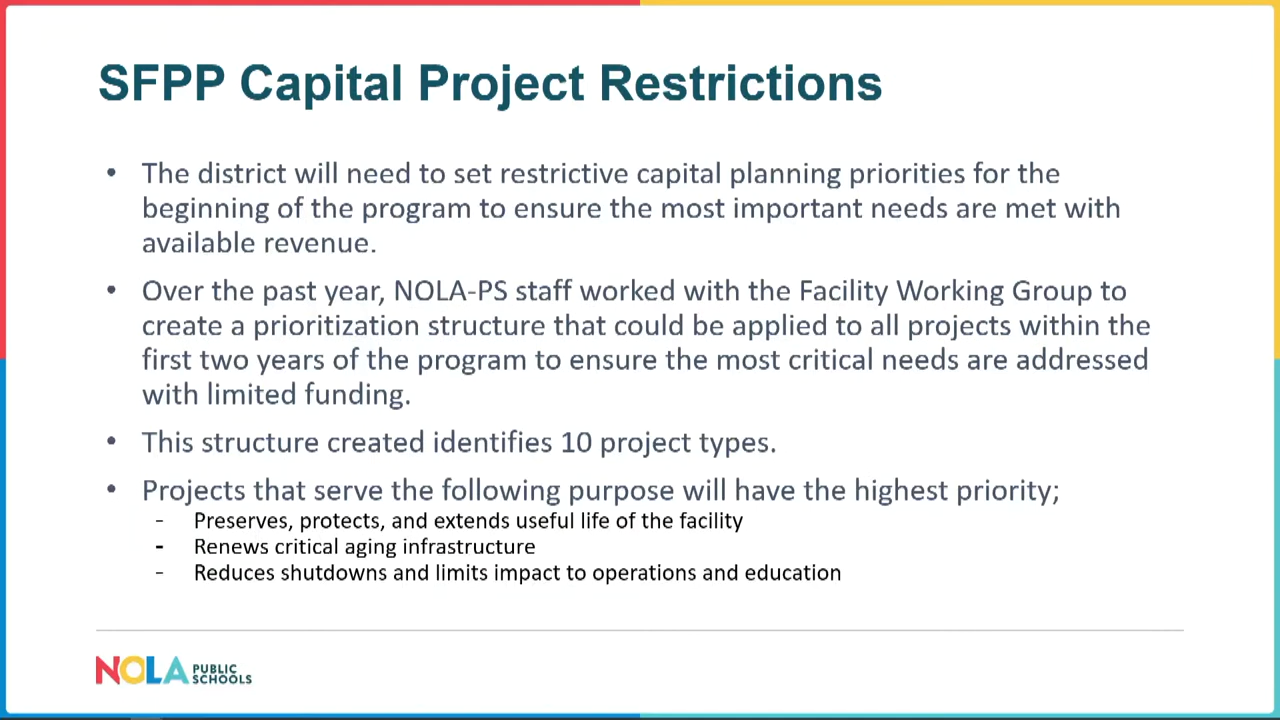 SFPP Capital Project Restrictions
• The district will need to set restrictive capital planning priorities for the
beginning of the program to ensure the most important needs are met with
available revenue.
• Over the past year, NOLA-PS staff worked with the Facility Working Group to
create a prioritization structure that could be applied to all projects within the
first two years of the program to ensure the most critical needs are addressed
with limited funding.
• This structure created identifies 10 project types.
• Projects that serve the following purpose will have the highest priority;
- Preserves, protects, and extends useful life of the facility
- Renews critical aging infrastructure
- Reduces shutdowns and limits impact to operations and education
NOLA PUBLIC
SCHOOLS